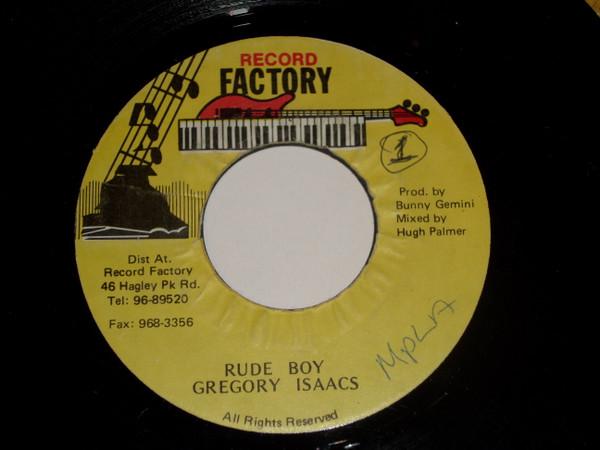 RECORD
FACTORY
1
Prod. by
Bunny Gemini
Mixed by
Hugh Palmer
Dist At.
Record Factory
46 Hagley Pk Rd.
Tel: 96-89520
Fax: 968-3356
RUDE BOY
GREGORY ISAACS
All Rights Reserved